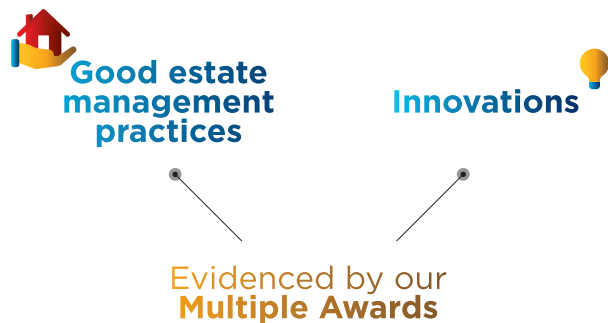 Good estate
management
practices
Innovations
Evidenced by our
Multiple Awards